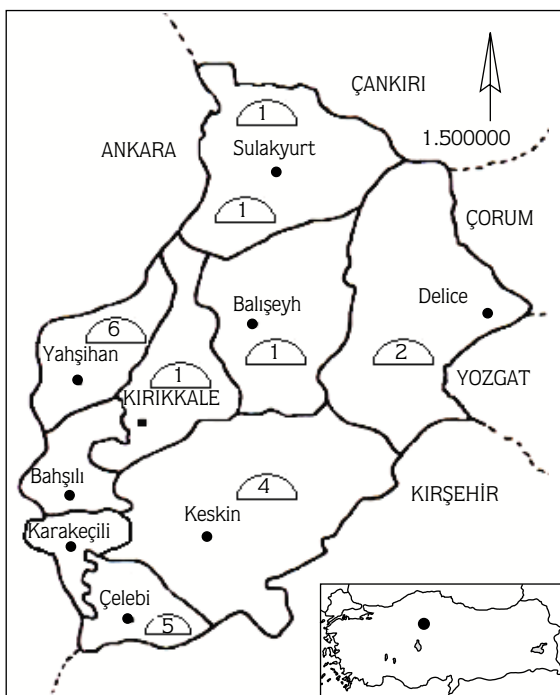 ÇANKIRI
1
1.500000
ANKARA
Sulakyurt
1
ÇORUM
Balışeyh
Delice
6
Yahşihan
1
2
1
YOZGAT
KIRIKKALE
Bahşılı
4
KIRŞEHİR
Keskin
Karakeçili
Çelebi
5